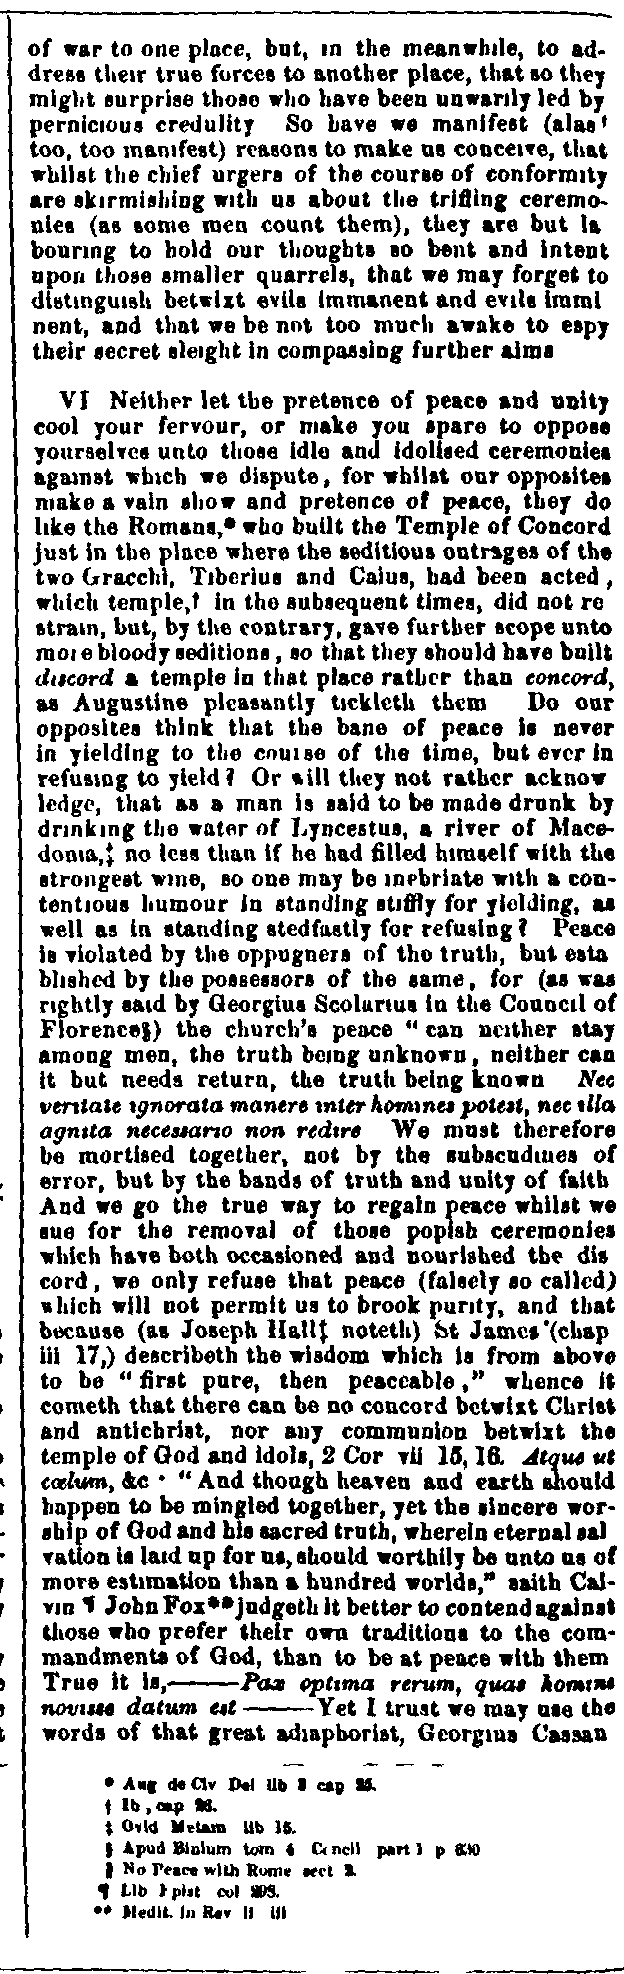 of war to one place, but, in the meanwhile, to ad-
dress their true forces to another place, that so they
might surprise those who have been unwarily led by
pernicious credulity So have we manifest (alas!
too, too manifest) reasons to make us conceive, that
whilst the chief urgers of the course of conformity
are skirmishing with us about the trifling ceremo-
nies (as some men count them), they are but la
bouring to hold our thoughts so bent and intent
upon those smaller quarrels, that we may forget to
distinguish betwixt evils immanent and evils immi
nent, and that we be not too much awake to espy
their secret sleight in compassing further aims
VI Neither let the pretence of peace and unity
cool your fervour, or make you spare to oppose
yourselves unto those idle and idolised ceremonies
against which we dispute, for whilst our opposites
make a vain show and pretence of peace, they do
like the Romans,* who built the Temple of Concord
just in the place where the seditious outrages of the
two Gracchi, Tiberius and Caius, had been acted,
which temple,† in the subsequent times, did not re
strain, but, by the contrary, gave further scope unto
more bloody seditions, so that they should have built
discord a temple in that place rather than concord,
as Augustine pleasantly tickleth them Do our
opposites think that the bane of peace is never
in yielding to the course of the time, but ever in
refusing to yield? Or will they not rather acknow
ledge, that as a man is said to be made drunk by
drinking the water of Lyncestus, a river of Mace-
donia,‡ no less than if he had filled himself with the
strongest wine, so one may be inebriate with a con-
tentious humour in standing stiffly for yielding, as
well as in standing stedfastly for refusing? Peace
is violated by the oppugners of the truth, but esta
blished by the possessors of the same, for (as was
rightly said by Georgius Scolarius in the Council of
Florence§) the church's peace "can neither stay
among men, the truth being unknown, neither can
it but needs return, the truth being known Nec
veritate ignorata manere inter homines potest, nec illa
agnita necessario non redire We must therefore
be mortised together, not by the subscudines of
error, but by the bands of truth and unity of faith
And we go the true way to regain peace whilst we
sue for the removal of those popish ceremonies
which have both occasioned and nourished the dis
cord, we only refuse that peace (falsely so called)
which will not permit us to brook purity, and that
because (as Joseph Hall‡ noteth) St James' (chap
iii 17,) describeth the wisdom which is from above
to be "first pure, then peaceable," whence it
cometh that there can be no concord betwixt Christ
and antichrist, nor any communion betwixt the
temple of God and idols, 2 Cor vii 15, 16. Atque ut
cœlum, &c · "And though heaven and earth should
happen to be mingled together, yet the sincere wor-
ship of God and his sacred truth, wherein eternal sal
vation is laid up for us, should worthily be unto us of
more estimation than a hundred worlds," saith Cal-
vin ¶ John Fox** judgeth it better to contend against
those who prefer their own traditions to the com-
mandments of God, than to be at peace with them
True it is,——Pax optima rerum, quas homini
novisse datum est——Yet I trust we may use the
words of that great adiaphorist, Georgius Cassan
* Aug de Civ Dei lib 3 cap 25.
† Ib, cap 26.
‡ Ovid Metam lib 15.
§ Apud Binium tom 4 Concil part 1 p 630
‖ No Peace with Rome sect 2.
¶ Lib Epist col 298.
** Medit. in Rev ii iii